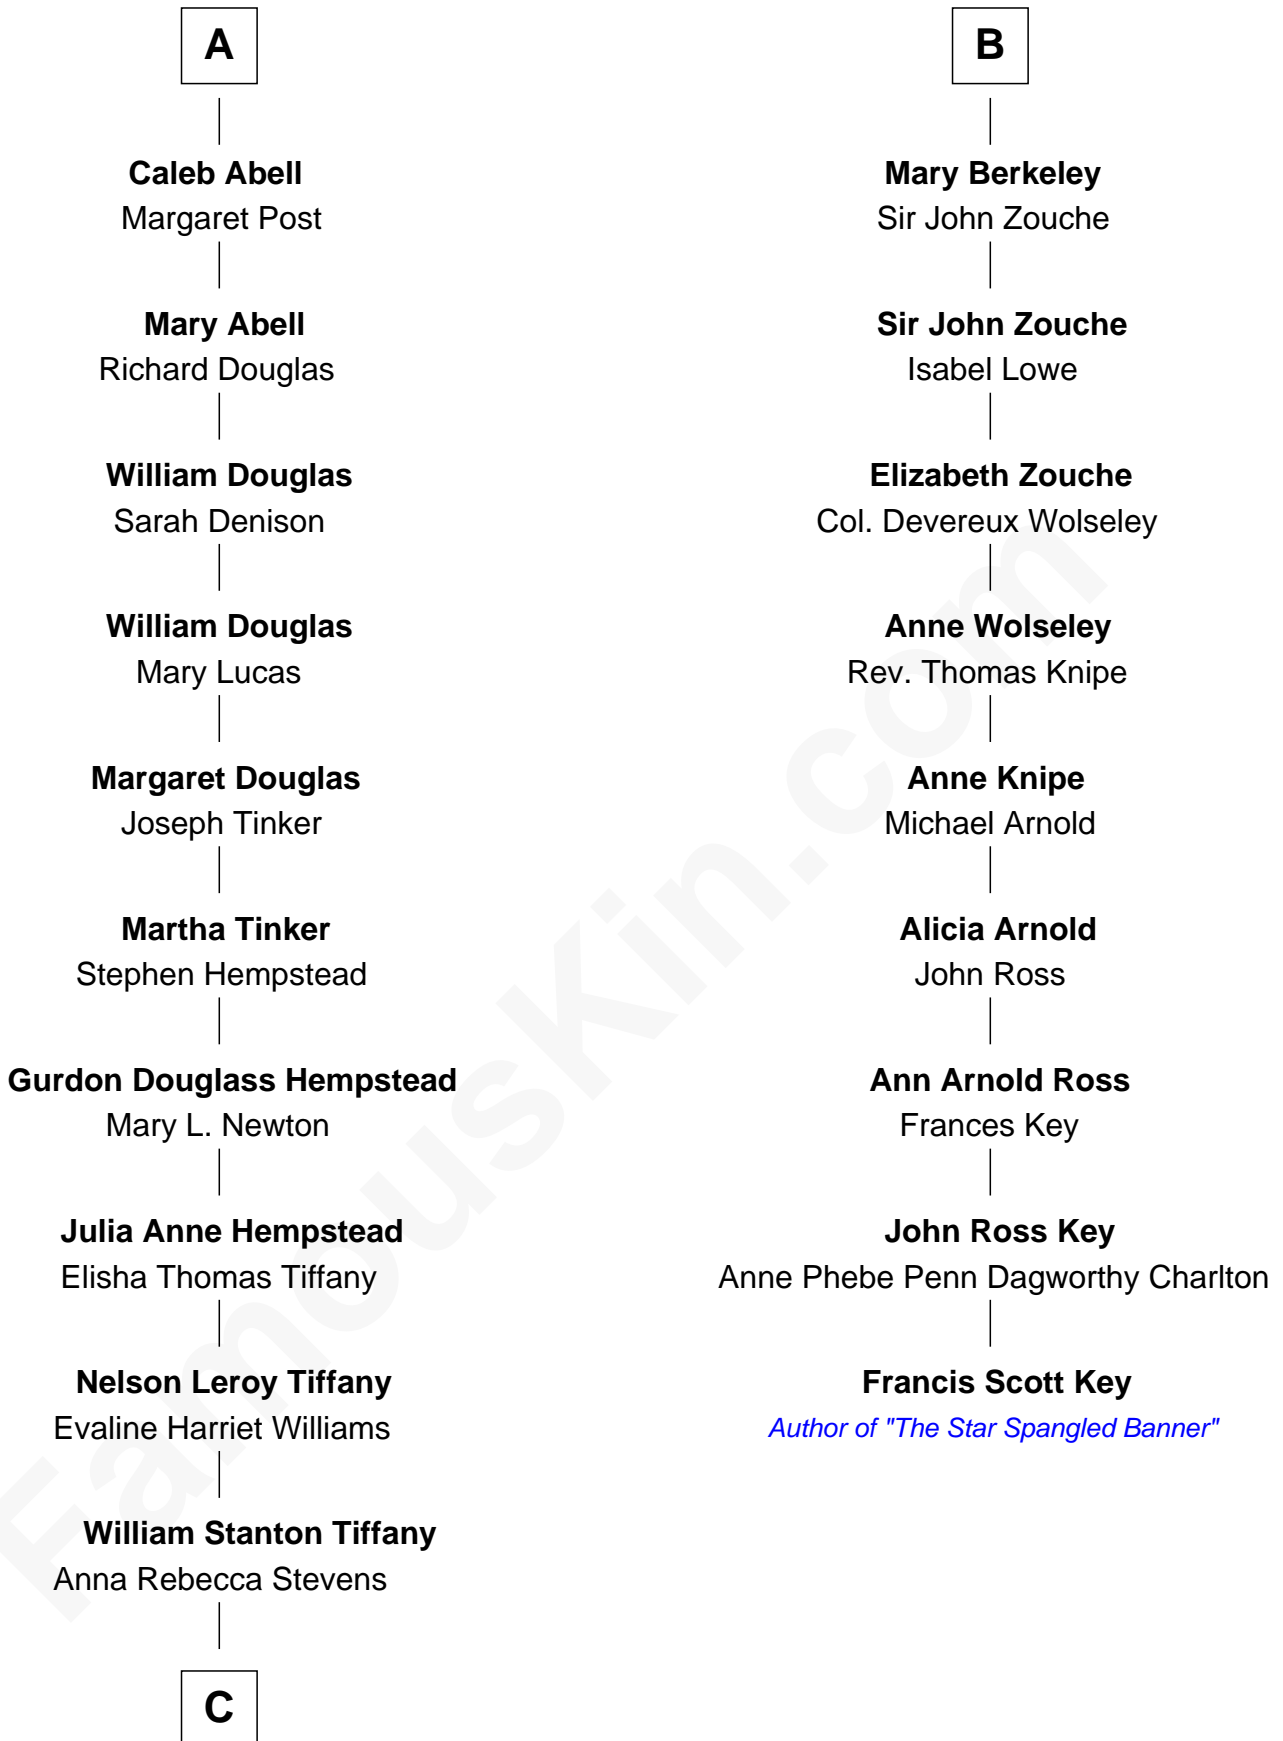 A
Caleb Abell
Margaret Post
Mary Abell
Richard Douglas
William Douglas
Sarah Denison
William Douglas
Mary Lucas
Margaret Douglas
Joseph Tinker
Martha Tinker
Stephen Hempstead
Gurdon Douglass Hempstead
Mary L. Newton
Julia Anne Hempstead
Elisha Thomas Tiffany
Nelson Leroy Tiffany
Evaline Harriet Williams
William Stanton Tiffany
Anna Rebecca Stevens
C
B
Mary Berkeley
Sir John Zouche
Sir John Zouche
Isabel Lowe
Elizabeth Zouche
Col. Devereux Wolseley
Anne Wolseley
Rev. Thomas Knipe
Anne Knipe
Michael Arnold
Alicia Arnold
John Ross
Ann Arnold Ross
Frances Key
John Ross Key
Anne Phebe Penn Dagworthy Charlton
Francis Scott Key
Author of "The Star Spangled Banner"
FamousKin.com